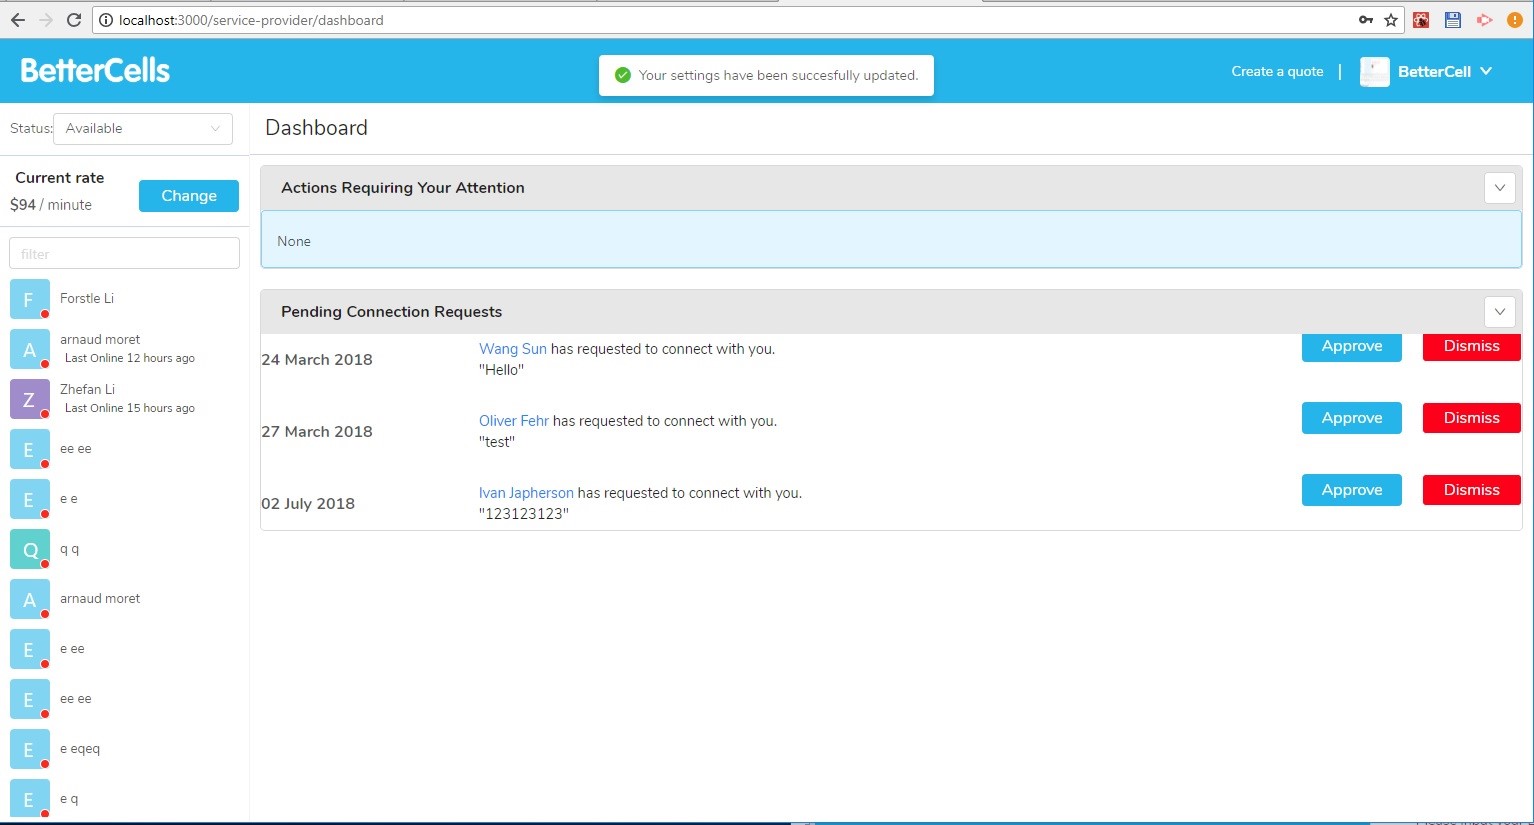 localhost:3000/service-provider/dashboard
BetterCells
Your settings have been succesfully updated.
Create a quote | BetterCell
Status: Available
Dashboard
Current rate
$94 / minute
Change
filter
F Forstle Li
A arnaud moret
Last Online 12 hours ago
Z Zhefan Li
Last Online 15 hours ago
E ee ee
E e e
Q q q
A arnaud moret
E e ee
E ee ee
E e eqeq
E e q
Actions Requiring Your Attention
None
Pending Connection Requests
24 March 2018
Wang Sun has requested to connect with you.
"Hello"
Approve Dismiss
27 March 2018
Oliver Fehr has requested to connect with you.
"test"
Approve Dismiss
02 July 2018
Ivan Japherson has requested to connect with you.
"123123123"
Approve Dismiss